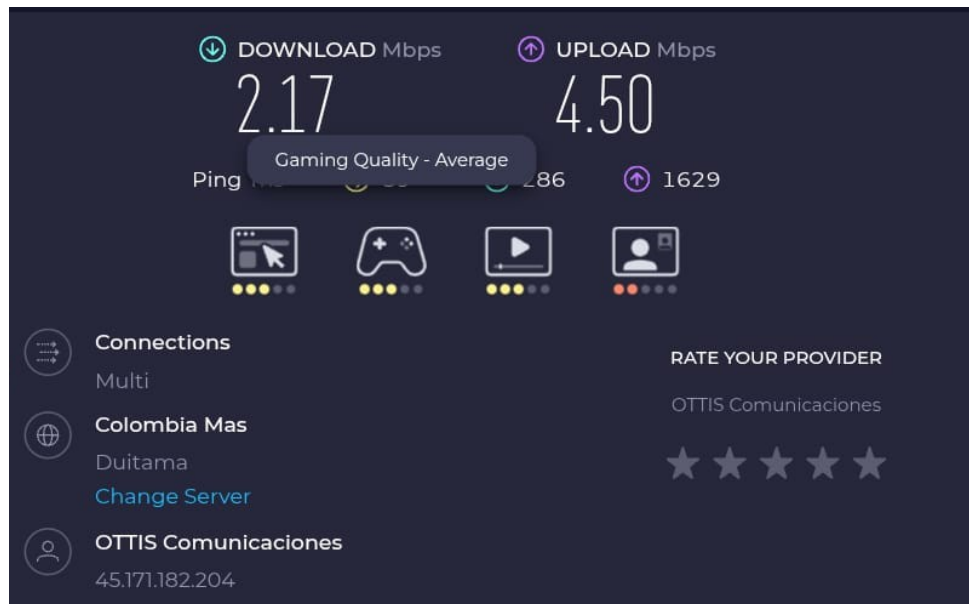 DOWNLOAD Mbps
UPLOAD Mbps
2.17
4.50
Gaming Quality - Average
Ping
286
1629
Connections
Multi
Colombia Mas
Duitama
Change Server
OTTIS Comunicaciones
45.171.182.204
RATE YOUR PROVIDER
OTTIS Comunicaciones